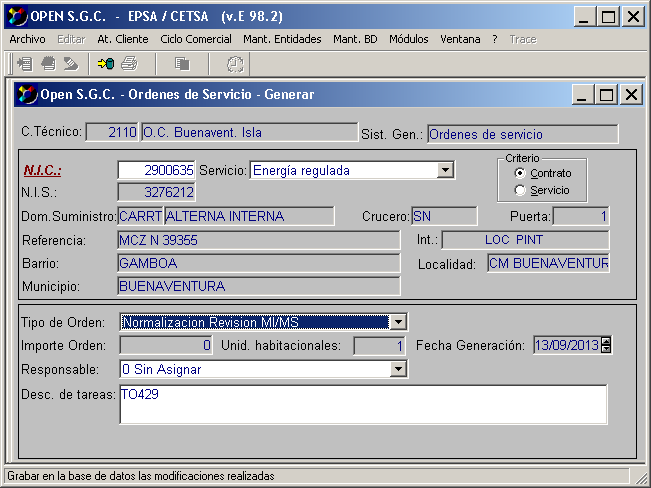 OPEN S.G.C. - EPSA / CETSA (v.E 98.2)
Archivo Editar At. Cliente Ciclo Comercial Mant. Entidades Mant. BD Módulos Ventana ? Trace
Open S.G.C. - Ordenes de Servicio - Generar
C.Técnico: 2110 O.C. Buenavent. Isla Sist. Gen.: Ordenes de servicio
Criterio
N.I.C.: 2900635 Servicio: Energía regulada Contrato
N.I.S.: 3276212 Servicio
Dom.Suministro: CARRT ALTERNA INTERNA Crucero: SN Puerta: 1
Referencia: MCZ N 39355 Int.: LOC PINT
Barrio: GAMBOA Localidad: CM BUENAVENTUR
Municipio: BUENAVENTURA
Tipo de Orden: Normalizacion Revision MI/MS
Importe Orden: 0 Unid. habitacionales: 1 Fecha Generación: 13/09/2013
Responsable: 0 Sin Asignar
Desc. de tareas: TO429
Grabar en la base de datos las modificaciones realizadas